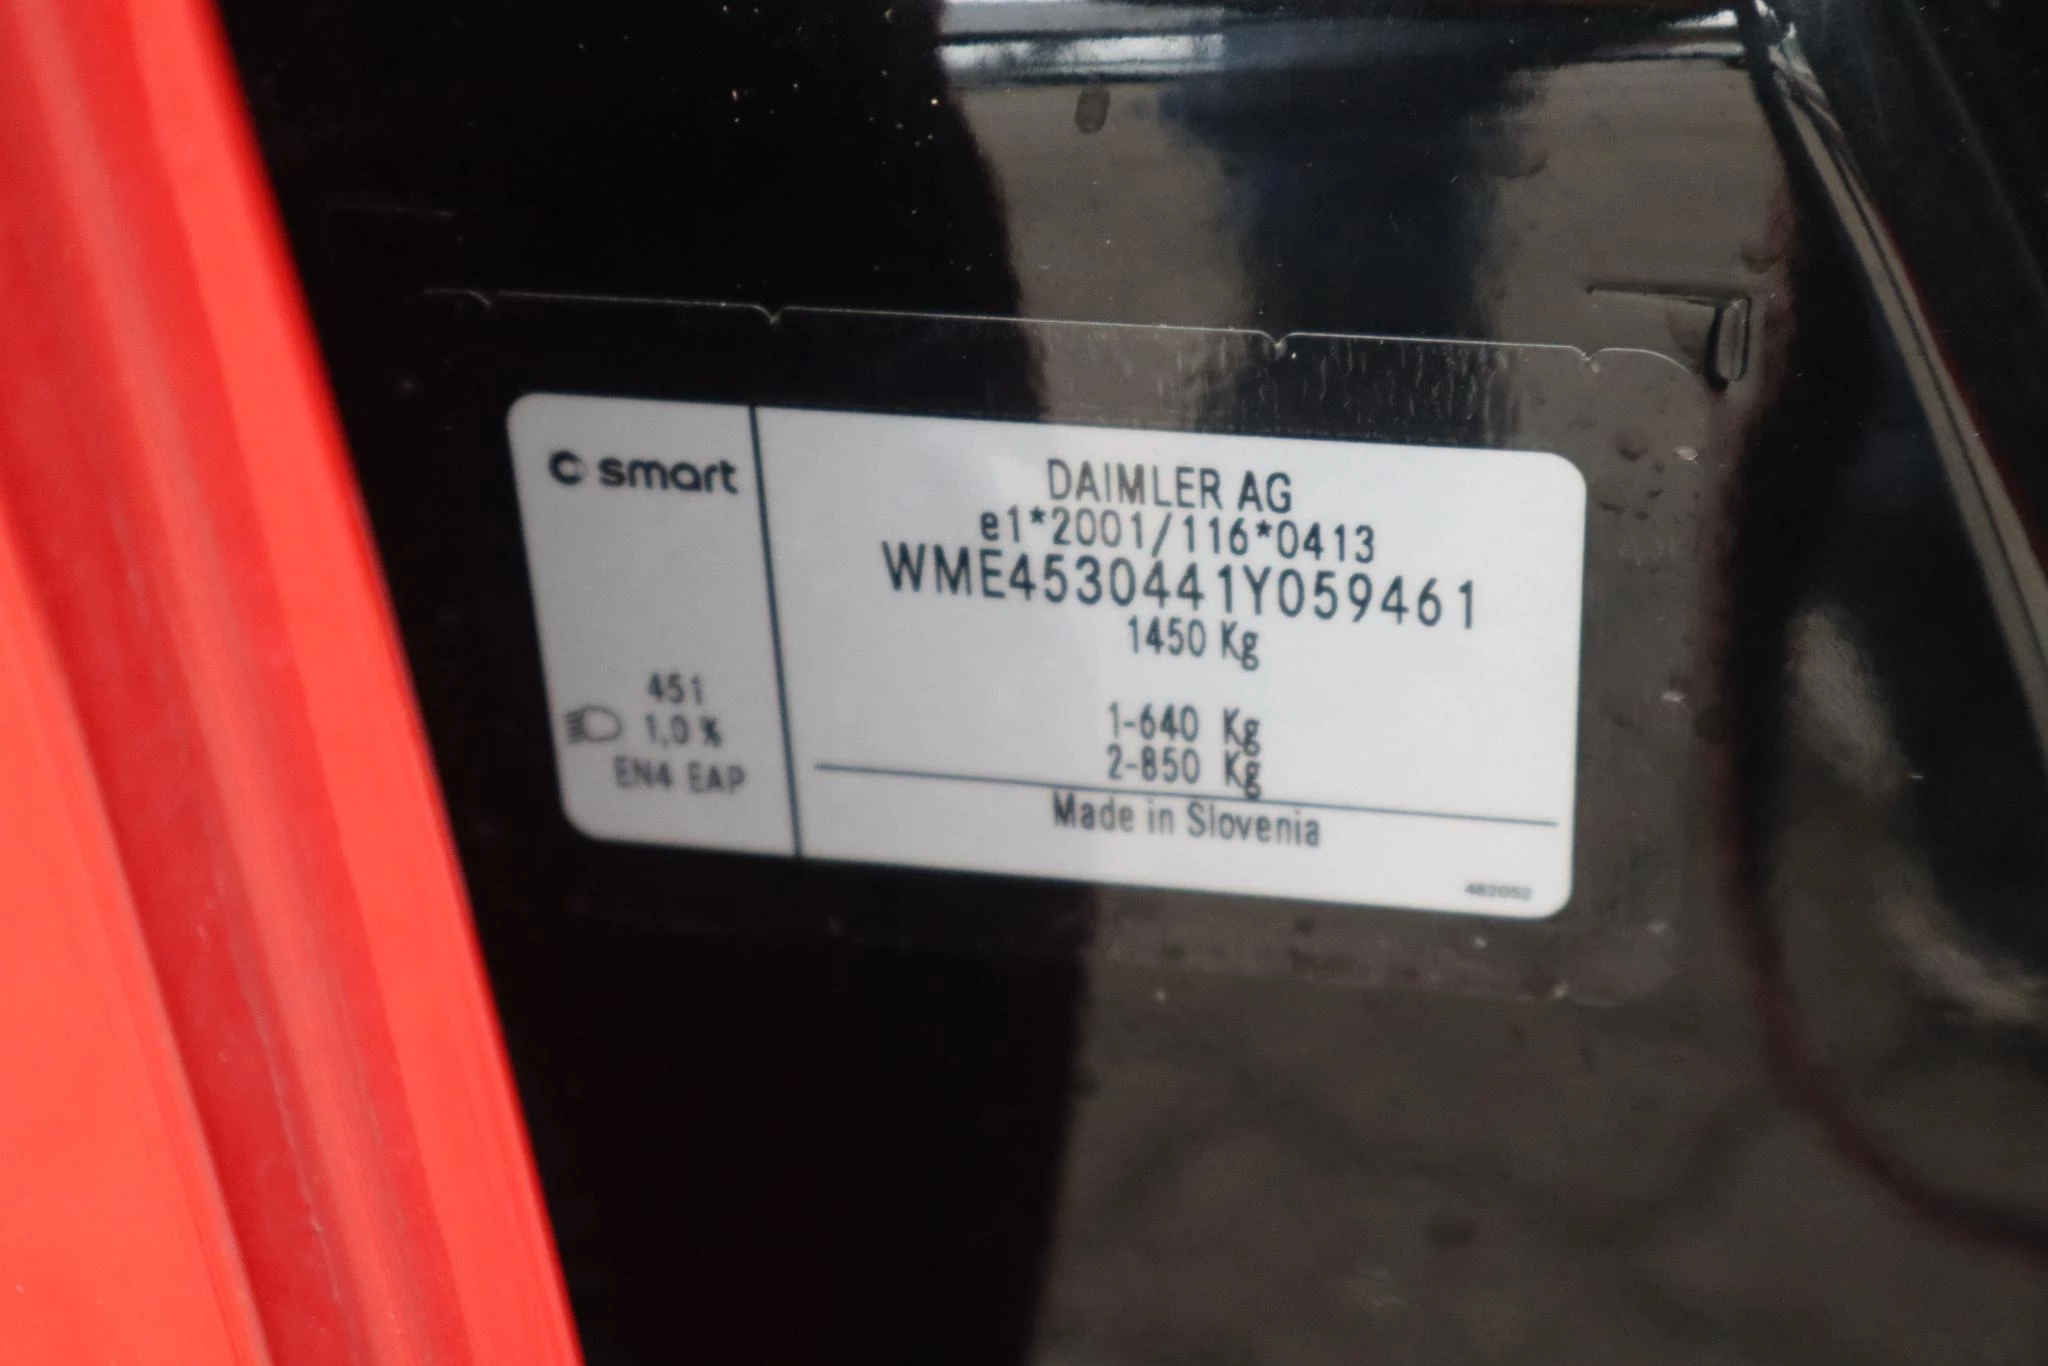 smart
451
1,0 %
EN4 EAP
DAIMLER AG
e1*2001/116*0413
WME4530441Y059461
1450 Kg
1-640 Kg
2-850 Kg
Made in Slovenia
482052